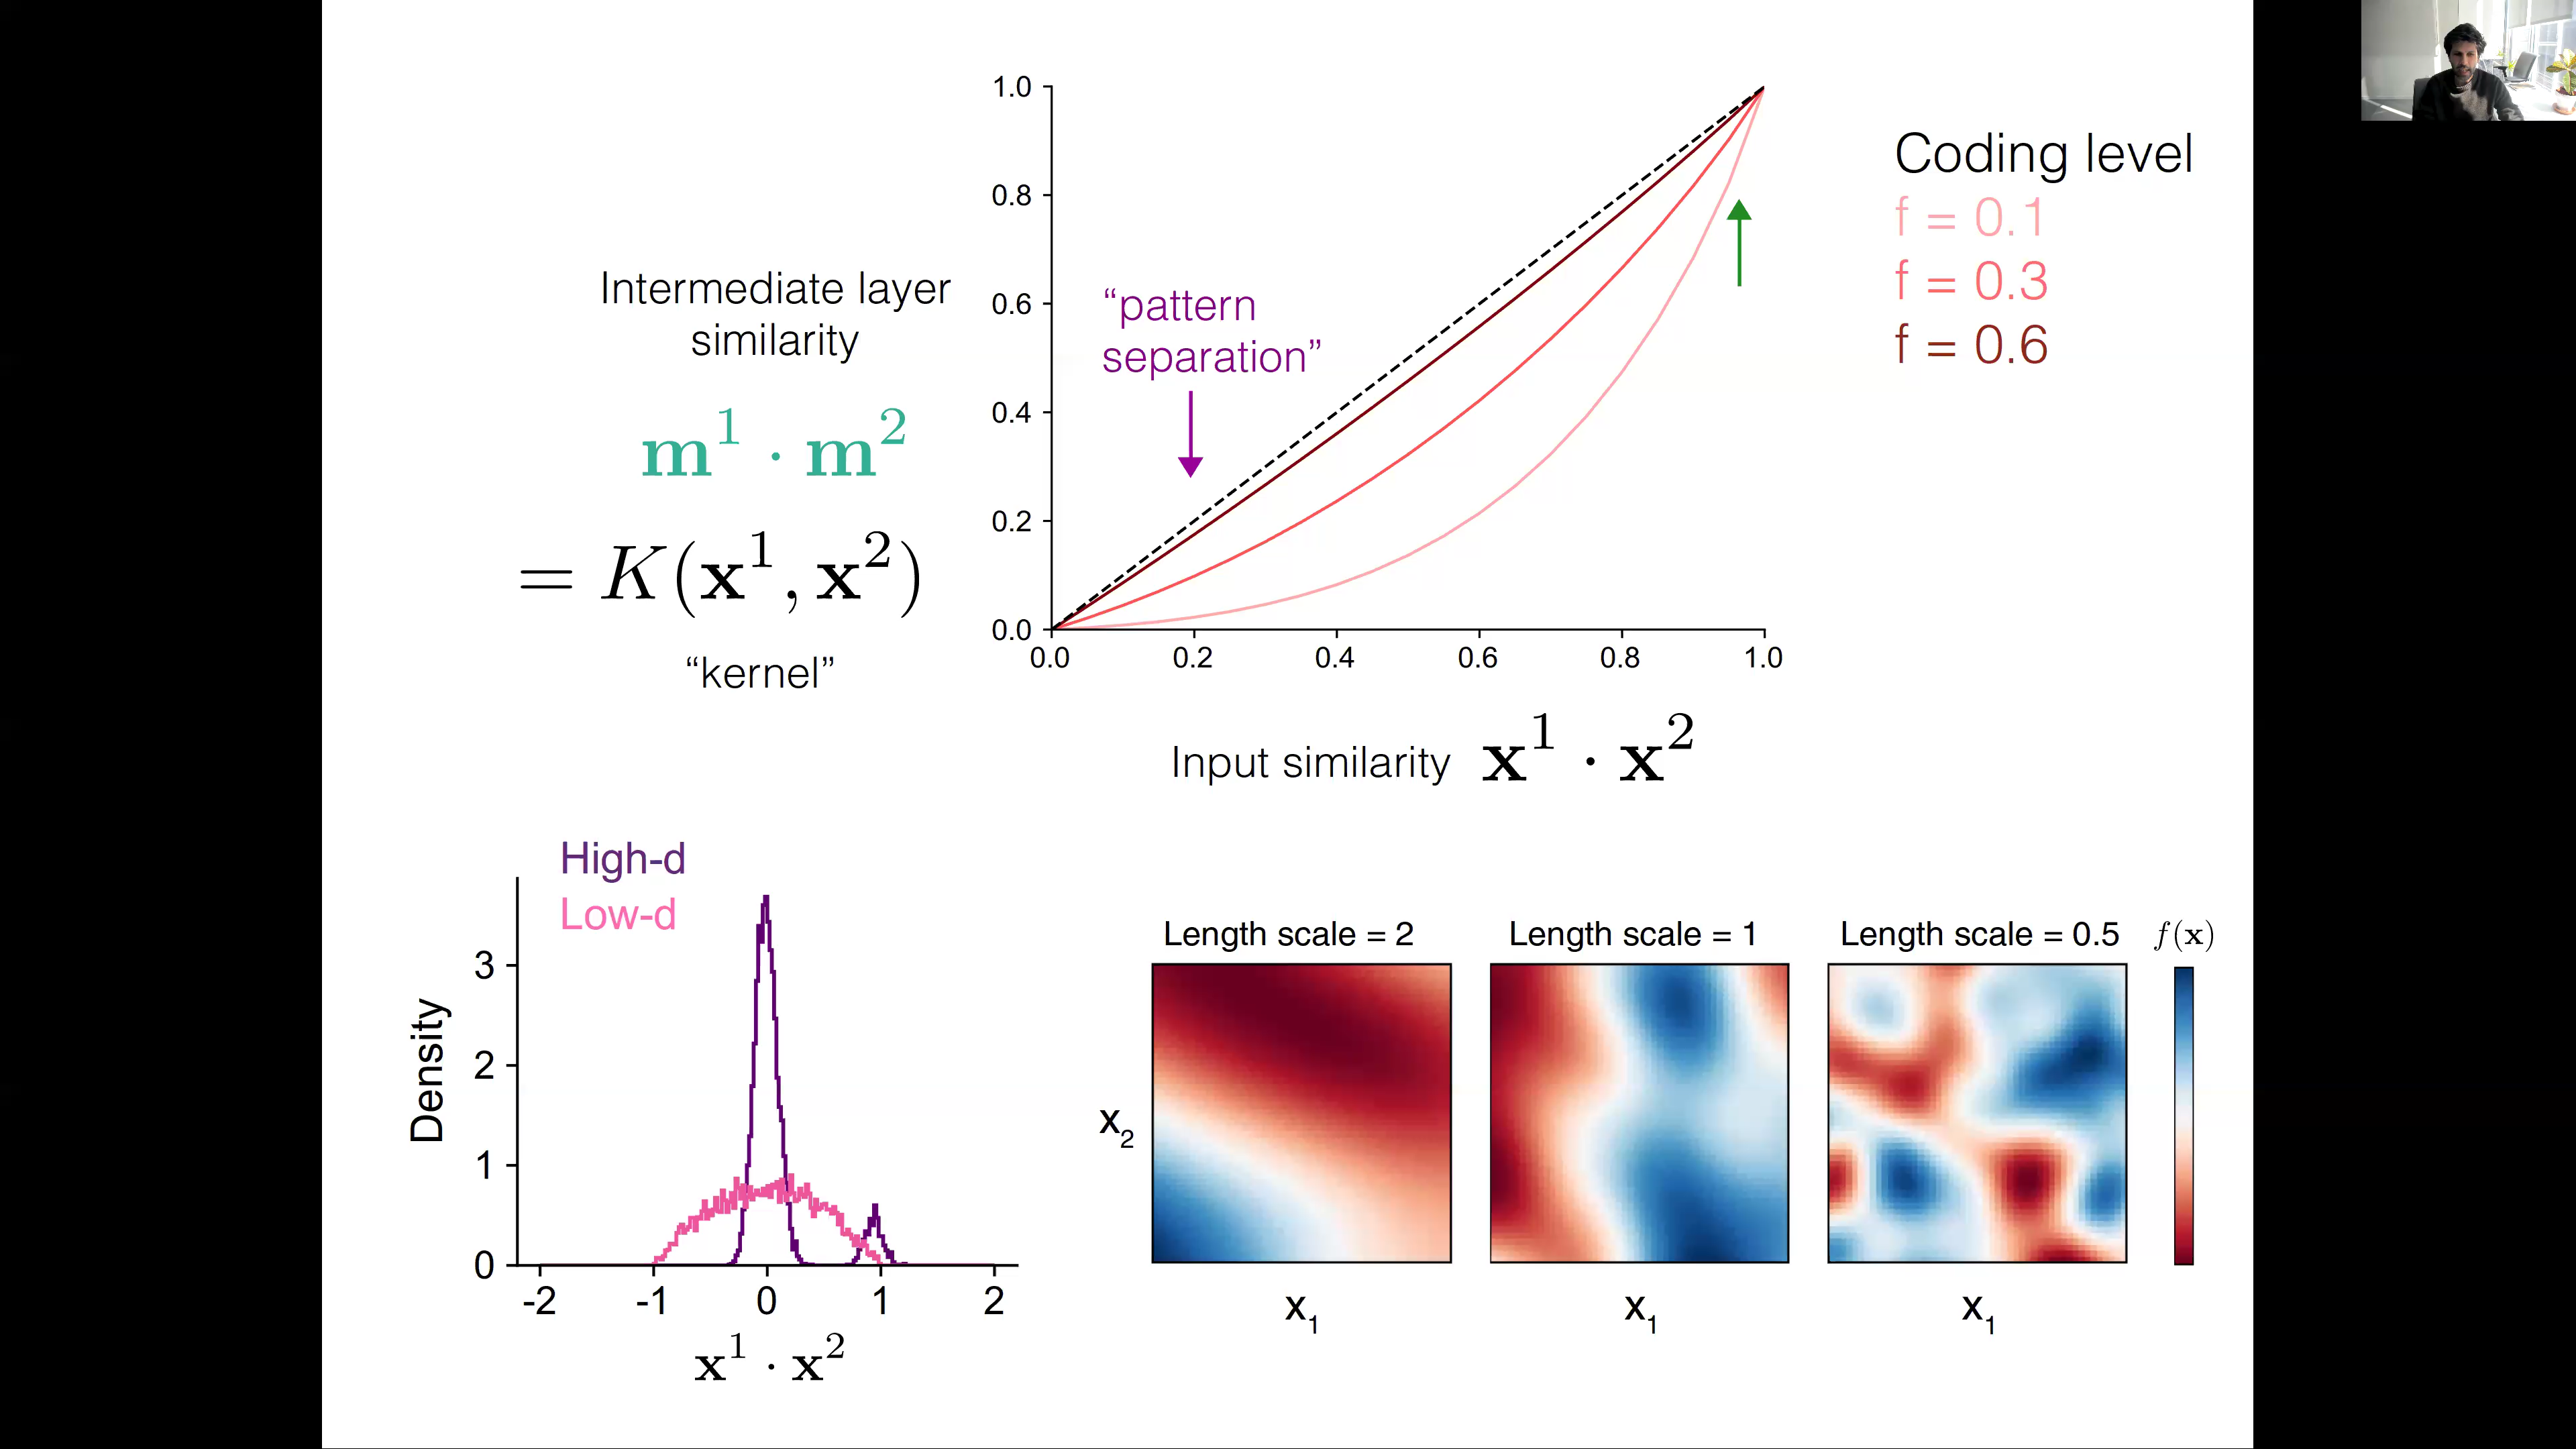 Intermediate layer
similarity
m¹ · m²
= K(x¹, x²)
“kernel”
1.0
0.8
0.6
0.4
0.2
0.0
0.0 0.2 0.4 0.6 0.8 1.0
“pattern
separation”
Input similarity x¹ · x²
Coding level
f = 0.1
f = 0.3
f = 0.6
High-d
Low-d
Density
3
2
1
0
-2 -1 0 1 2
x¹ · x²
Length scale = 2
Length scale = 1
Length scale = 0.5
f(x)
x₂
x₁
x₁
x₁